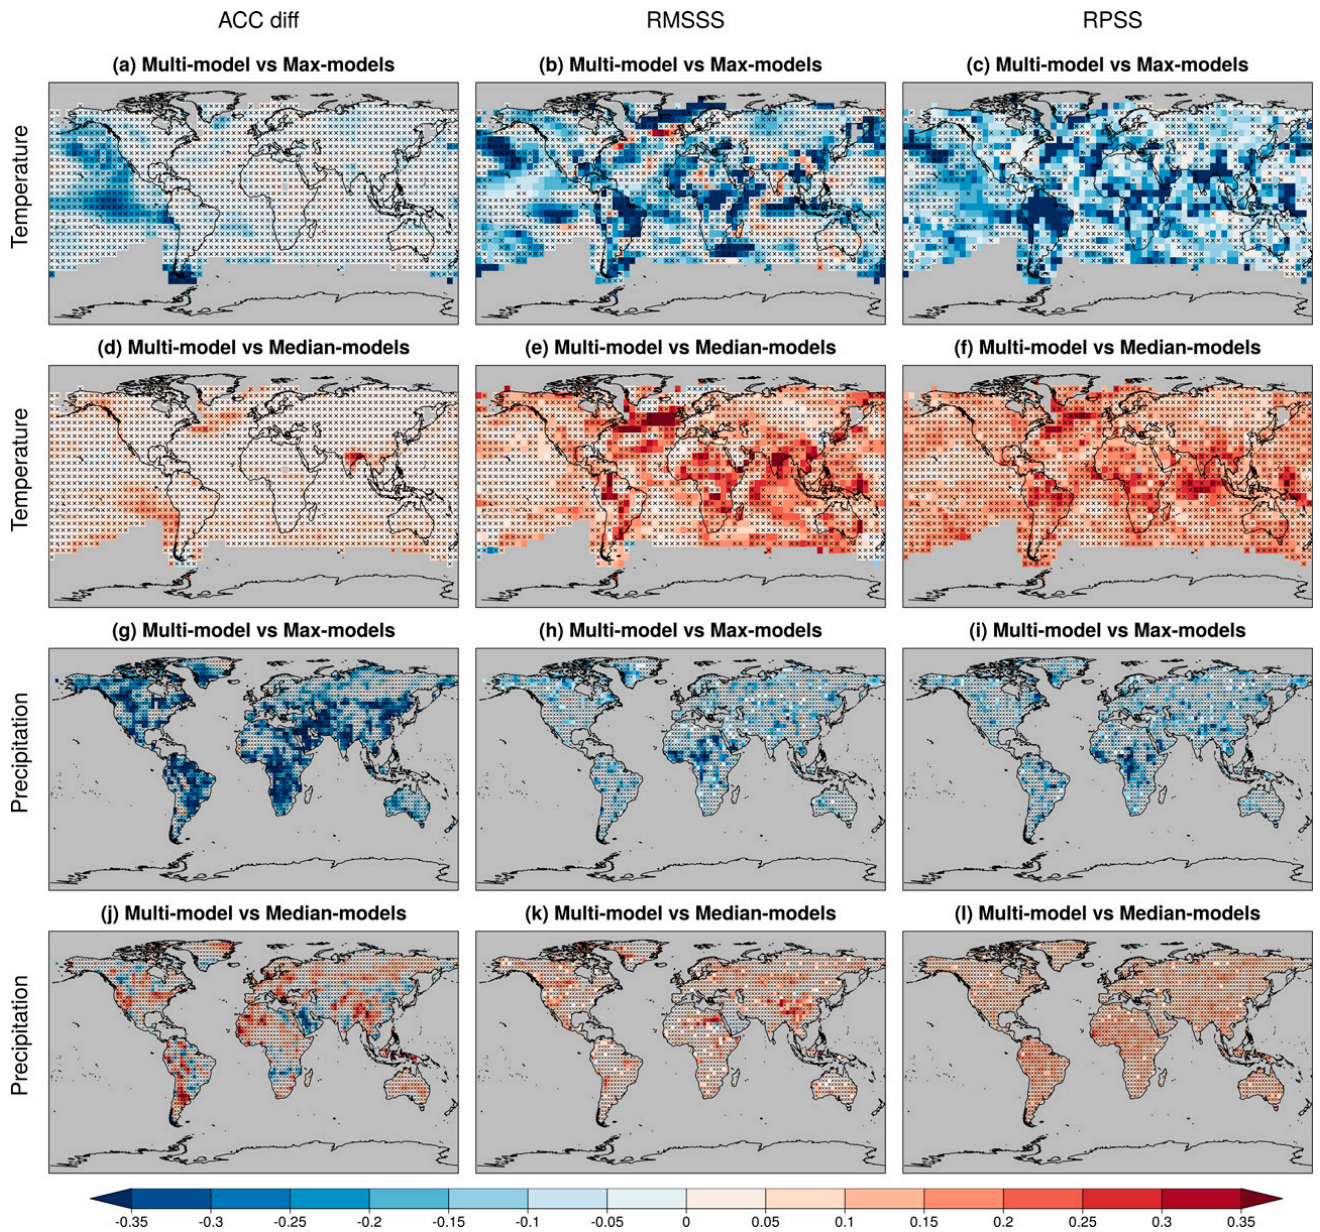 ACC diff RMSSS RPSS
(a) Multi-model vs Max-models (b) Multi-model vs Max-models (c) Multi-model vs Max-models
Temperature
(d) Multi-model vs Median-models (e) Multi-model vs Median-models (f) Multi-model vs Median-models
Temperature
(g) Multi-model vs Max-models (h) Multi-model vs Max-models (i) Multi-model vs Max-models
Precipitation
(j) Multi-model vs Median-models (k) Multi-model vs Median-models (l) Multi-model vs Median-models
Precipitation
-0.35 -0.3 -0.25 -0.2 -0.15 -0.1 -0.05 0 0.05 0.1 0.15 0.2 0.25 0.3 0.35